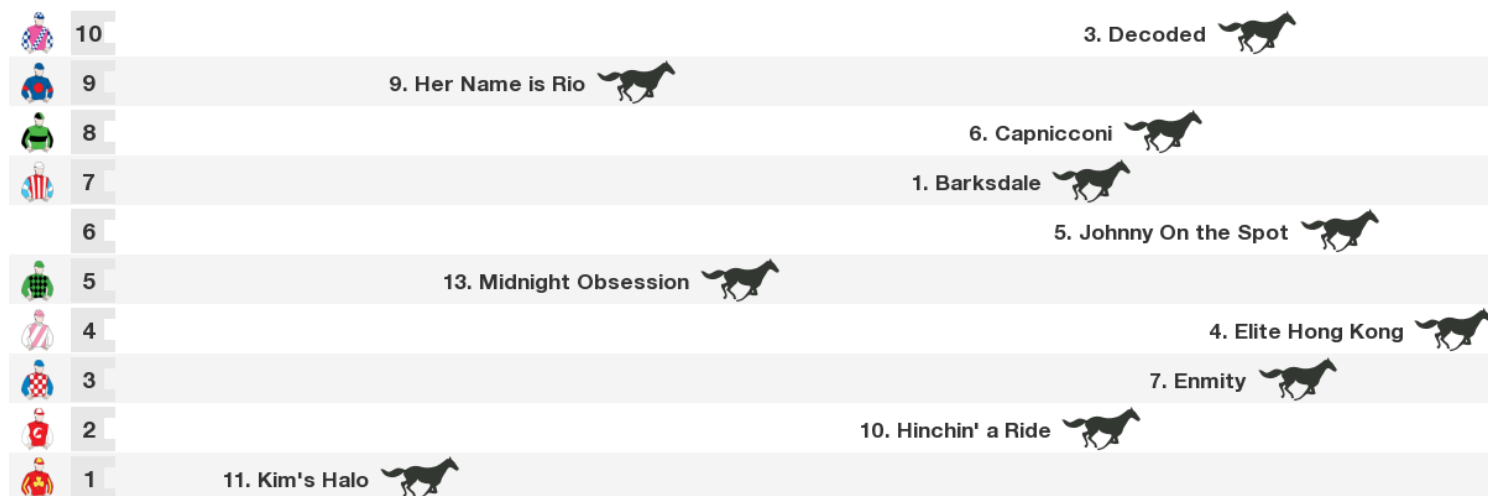 10 3. Decoded
9 9. Her Name is Rio
8 6. Capnicconi
7 1. Barksdale
6 5. Johnny On the Spot
5 13. Midnight Obsession
4 4. Elite Hong Kong
3 7. Enmity
2 10. Hinchin' a Ride
1 11. Kim's Halo